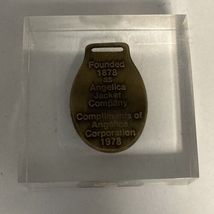 Founded
1878
as
Angelica
Jacket
Company
Compliments of
Angelica
Corporation
1978